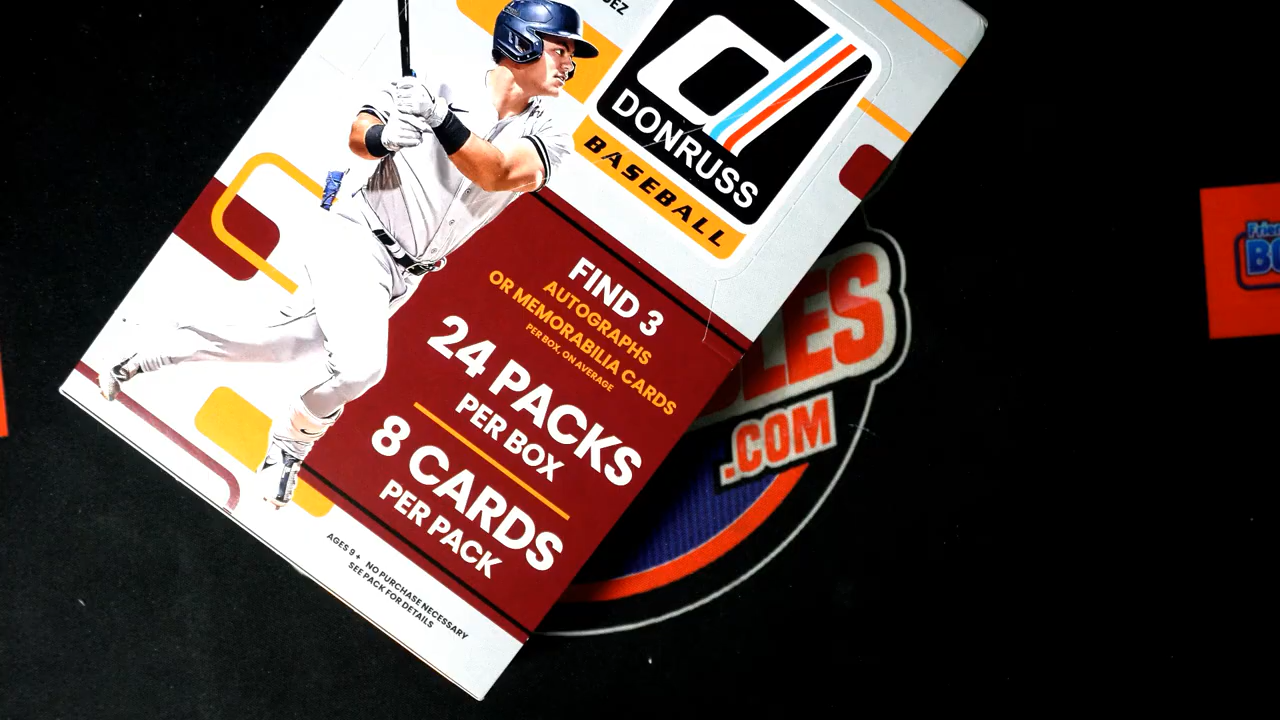 DONRUSS
BASEBALL
FIND 3
AUTOGRAPHS
OR MEMORABILIA CARDS
PER BOX, ON AVERAGE
24 PACKS
PER BOX
8 CARDS
PER PACK
AGES 9+ NO PURCHASE NECESSARY
SEE PACK FOR DETAILS
.COM